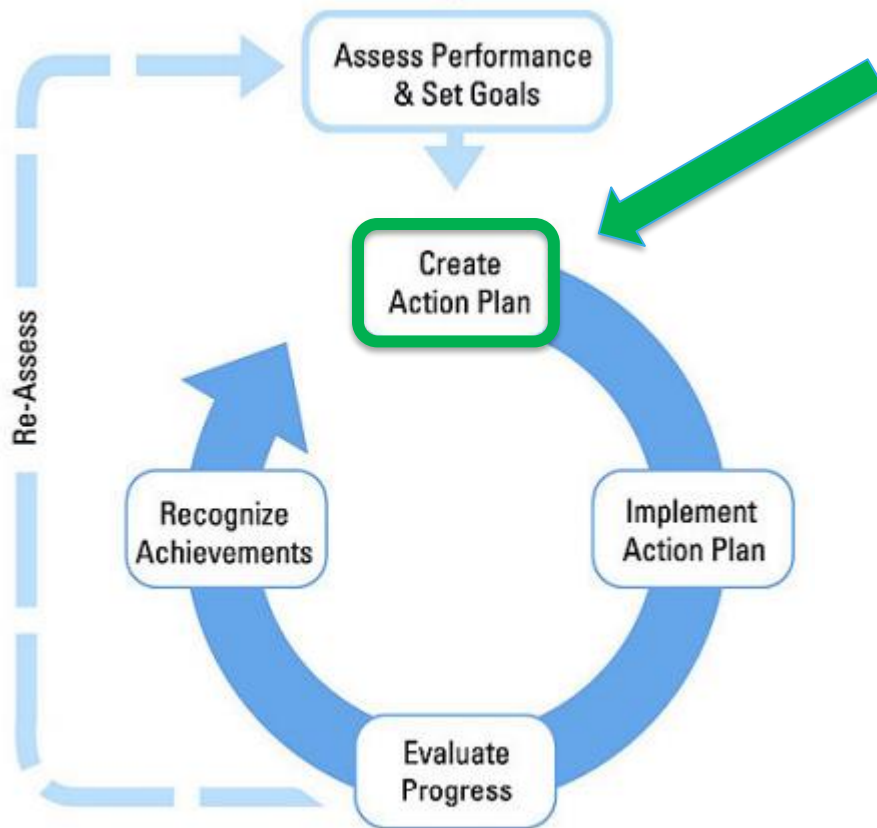 Assess Performance
& Set Goals
Create
Action Plan
Implement
Action Plan
Evaluate
Progress
Recognize
Achievements
Re-Assess